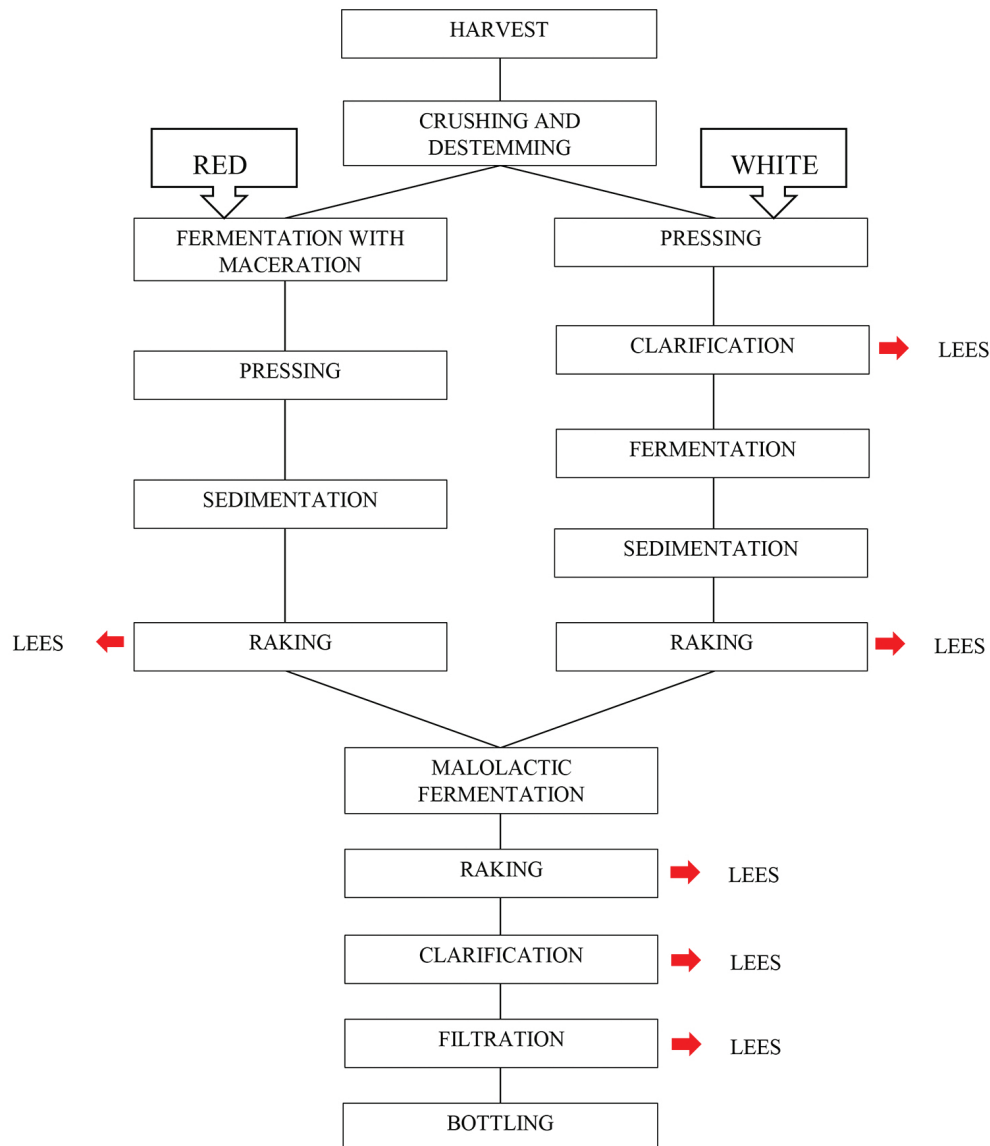 HARVEST
CRUSHING AND
DESTEMMING
RED
WHITE
FERMENTATION WITH
MACERATION
PRESSING
CLARIFICATION
LEES
PRESSING
FERMENTATION
SEDIMENTATION
SEDIMENTATION
LEES
RAKING
RAKING
LEES
MALOLACTIC
FERMENTATION
RAKING
LEES
CLARIFICATION
LEES
FILTRATION
LEES
BOTTLING